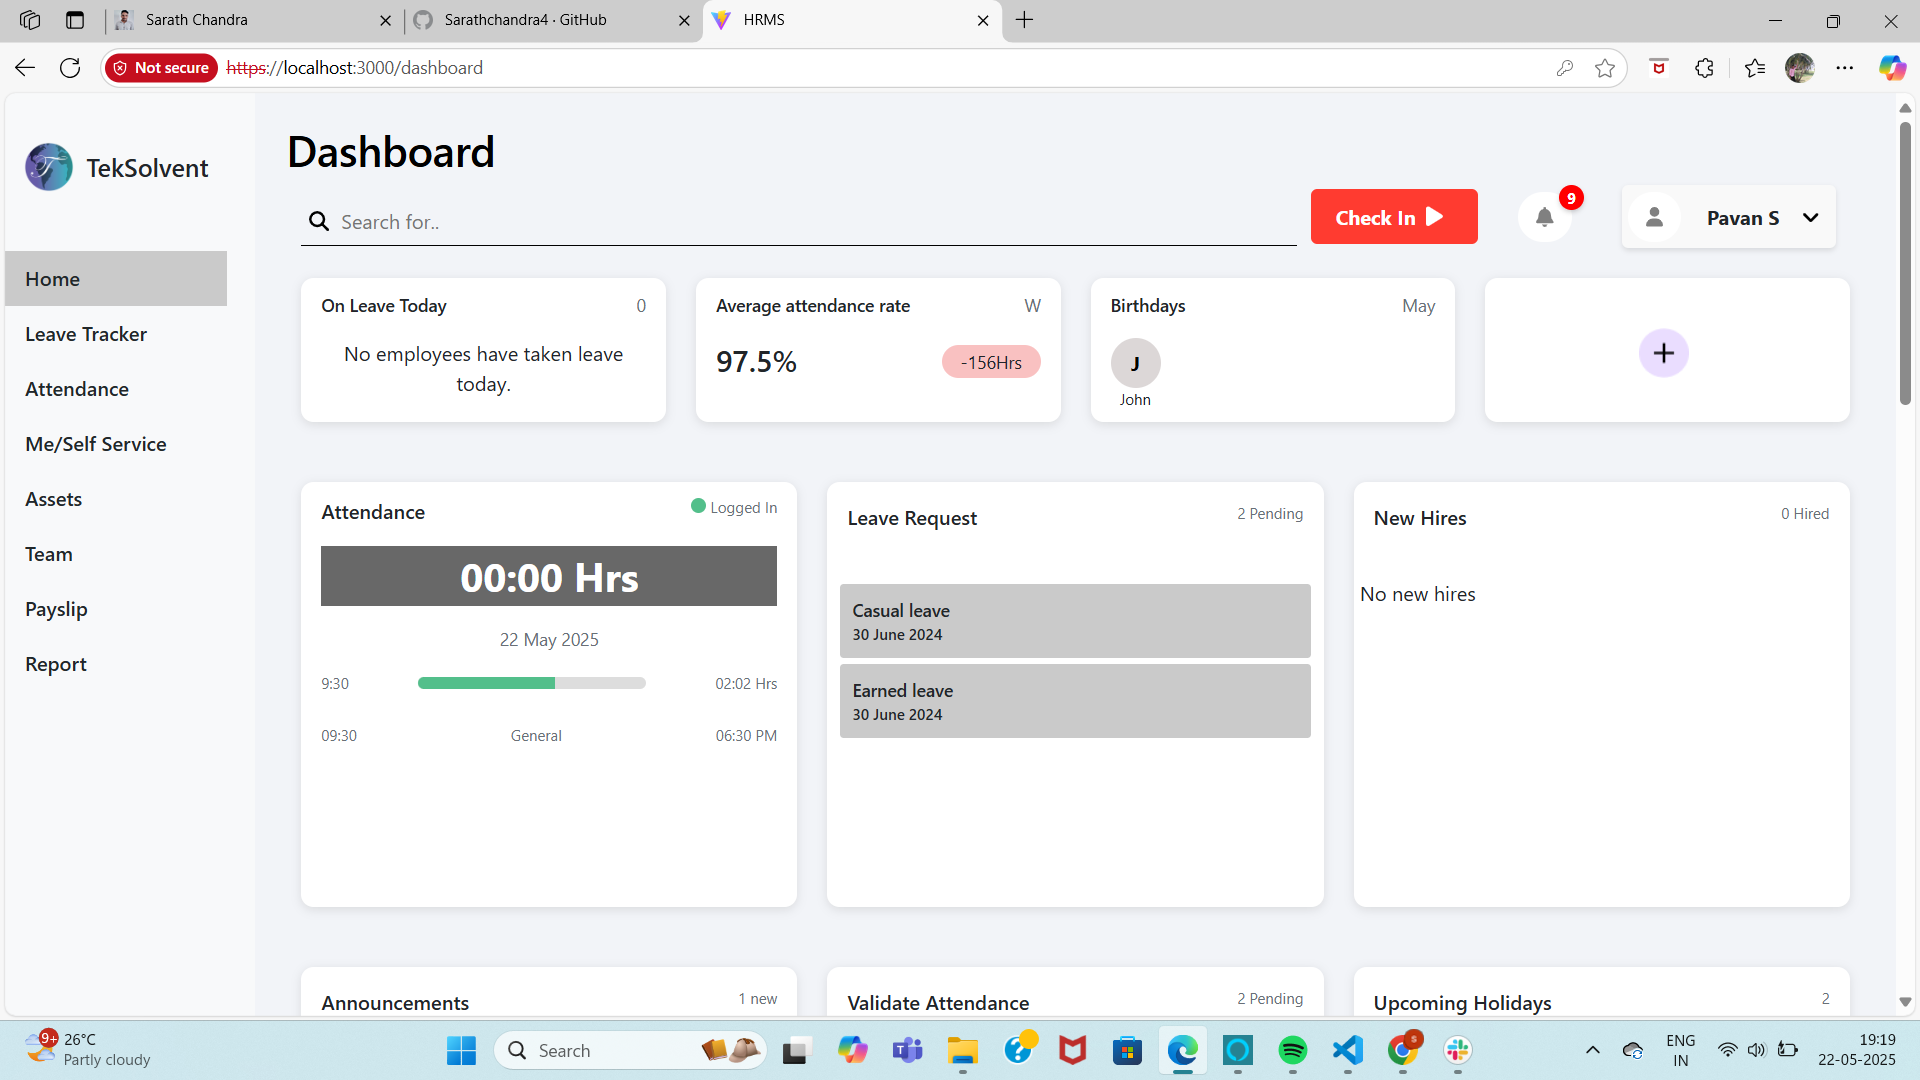 Sarath Chandra
Sarathchandra4 · GitHub
HRMS
Not secure
https://localhost:3000/dashboard
TekSolvent
Home
Leave Tracker
Attendance
Me/Self Service
Assets
Team
Payslip
Report
Dashboard
Search for..
Check In
9
Pavan S
On Leave Today 0
No employees have taken leave
today.
Average attendance rate W
97.5% -156Hrs
Birthdays May
J
John
+
Attendance Logged In
00:00 Hrs
22 May 2025
9:30 02:02 Hrs
09:30 General 06:30 PM
Leave Request 2 Pending
Casual leave
30 June 2024
Earned leave
30 June 2024
New Hires 0 Hired
No new hires
Announcements 1 new
Validate Attendance 2 Pending
Upcoming Holidays 2
9+
26°C
Partly cloudy
Search
S
ENG
IN
19:19
22-05-2025